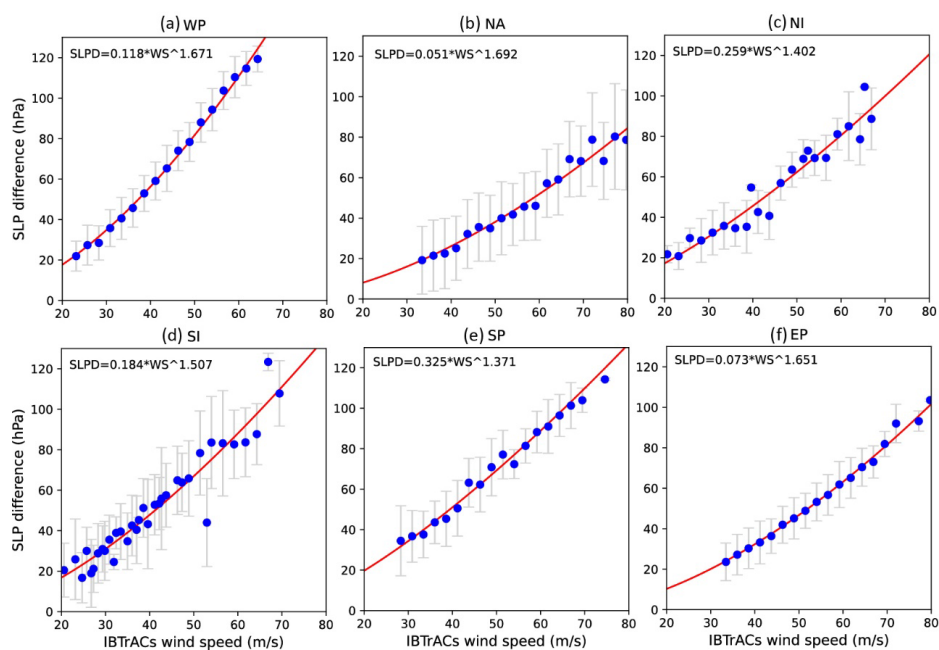 (a) WP
SLPD=0.118*WS^1.671
SLP difference (hPa)
120
100
80
60
40
20
0
20 30 40 50 60 70 80
(b) NA
SLPD=0.051*WS^1.692
120
100
80
60
40
20
0
20 30 40 50 60 70 80
(c) NI
SLPD=0.259*WS^1.402
120
100
80
60
40
20
0
20 30 40 50 60 70 80
(d) SI
SLPD=0.184*WS^1.507
SLP difference (hPa)
120
100
80
60
40
20
0
20 30 40 50 60 70 80
IBTrACs wind speed (m/s)
(e) SP
SLPD=0.325*WS^1.371
120
100
80
60
40
20
0
20 30 40 50 60 70 80
IBTrACs wind speed (m/s)
(f) EP
SLPD=0.073*WS^1.651
120
100
80
60
40
20
0
20 30 40 50 60 70 80
IBTrACs wind speed (m/s)